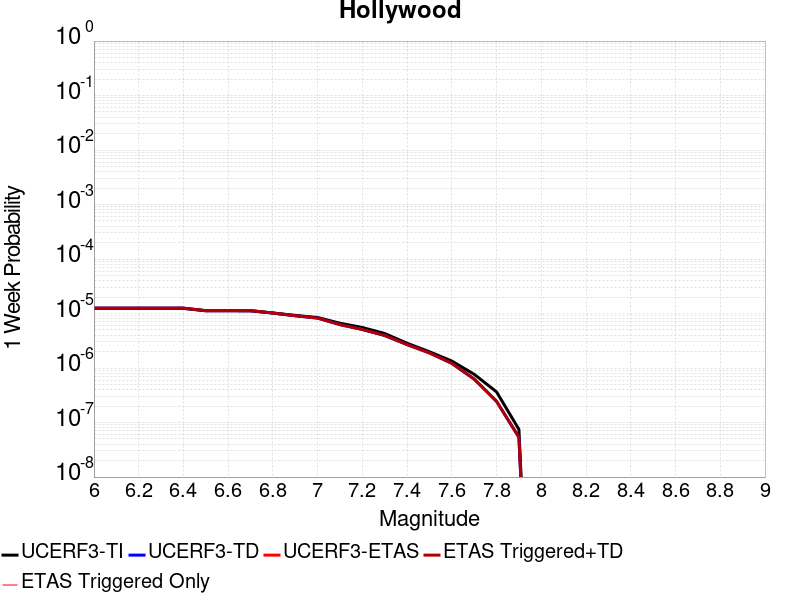 Hollywood
1 Week Probability
10^0
10^-1
10^-2
10^-3
10^-4
10^-5
10^-6
10^-7
10^-8
6 6.2 6.4 6.6 6.8 7 7.2 7.4 7.6 7.8 8 8.2 8.4 8.6 8.8 9
Magnitude
UCERF3-TI UCERF3-TD UCERF3-ETAS ETAS Triggered+TD
ETAS Triggered Only